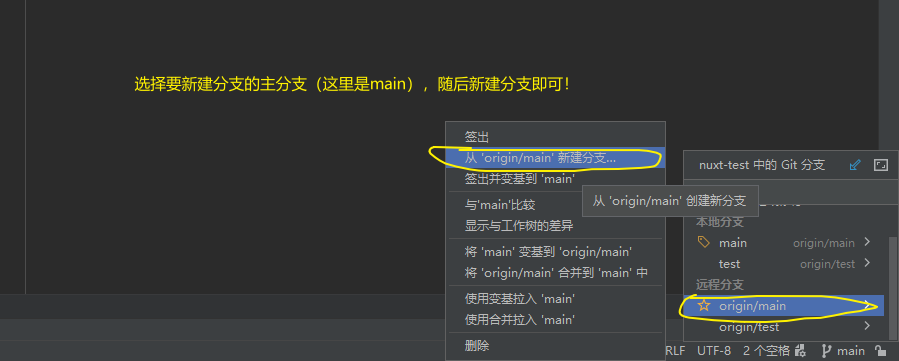 选择要新建分支的主分支（这里是main），随后新建分支即可！
签出
从 'origin/main' 新建分支...
签出并变基到 'main'
与'main'比较
显示与工作树的差异
将 'main' 变基到 'origin/main'
将 'origin/main' 合并到 'main' 中
使用变基拉入 'main'
使用合并拉入 'main'
删除
从 'origin/main' 创建新分支
nuxt-test 中的 Git 分支
本地分支
main origin/main
test origin/test
远程分支
origin/main
origin/test
RLF UTF-8 2 个空格 main